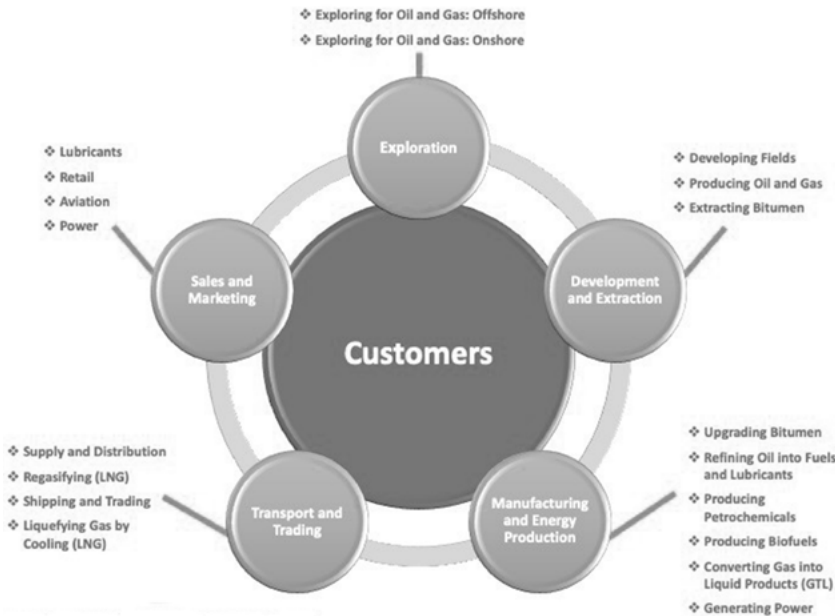 ❖ Exploring for Oil and Gas: Offshore
❖ Exploring for Oil and Gas: Onshore
Exploration
❖ Lubricants
❖ Retail
❖ Aviation
❖ Power
❖ Developing Fields
❖ Producing Oil and Gas
❖ Extracting Bitumen
Sales and
Marketing
Development
and Extraction
Customers
❖ Supply and Distribution
❖ Regasifying (LNG)
❖ Shipping and Trading
❖ Liquefying Gas by
Cooling (LNG)
Transport and
Trading
Manufacturing
and Energy
Production
❖ Upgrading Bitumen
❖ Refining Oil into Fuels
and Lubricants
❖ Producing
Petrochemicals
❖ Producing Biofuels
❖ Converting Gas into
Liquid Products (GTL)
❖ Generating Power